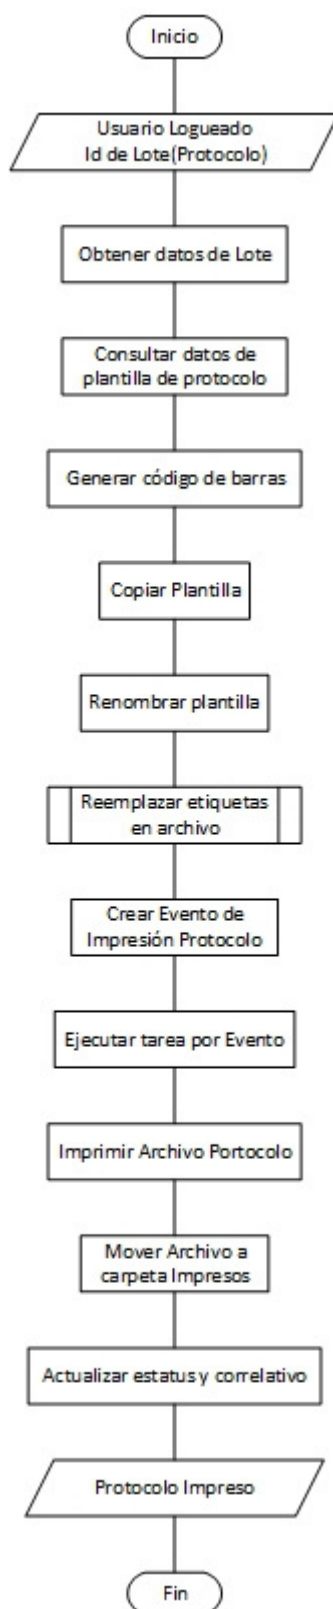 Inicio
Usuario Logueado
Id de Lote(Protocolo)
Obtener datos de Lote
Consultar datos de
plantilla de protocolo
Generar código de barras
Copiar Plantilla
Renombrar plantilla
Reemplazar etiquetas
en archivo
Crear Evento de
Impresión Protocolo
Ejecutar tarea por Evento
Imprimir Archivo Portocolo
Mover Archivo a
carpeta Impresos
Actualizar estatus y correlativo
Protocolo Impreso
Fin